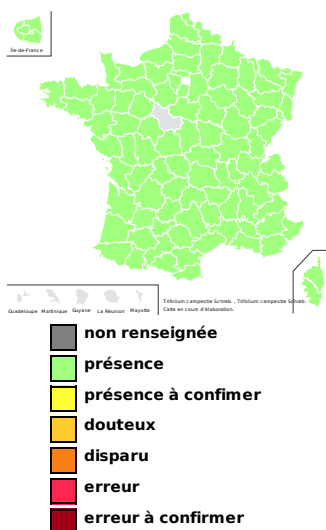 Île-de-France
Guadeloupe Martinique Guyane La Réunion Mayotte
Trifolium campestre Schreb. , Trifolium campestre Schreb.
Carte en cours d'élaboration.
non renseignée
présence
présence à confimer
douteux
disparu
erreur
erreur à confirmer